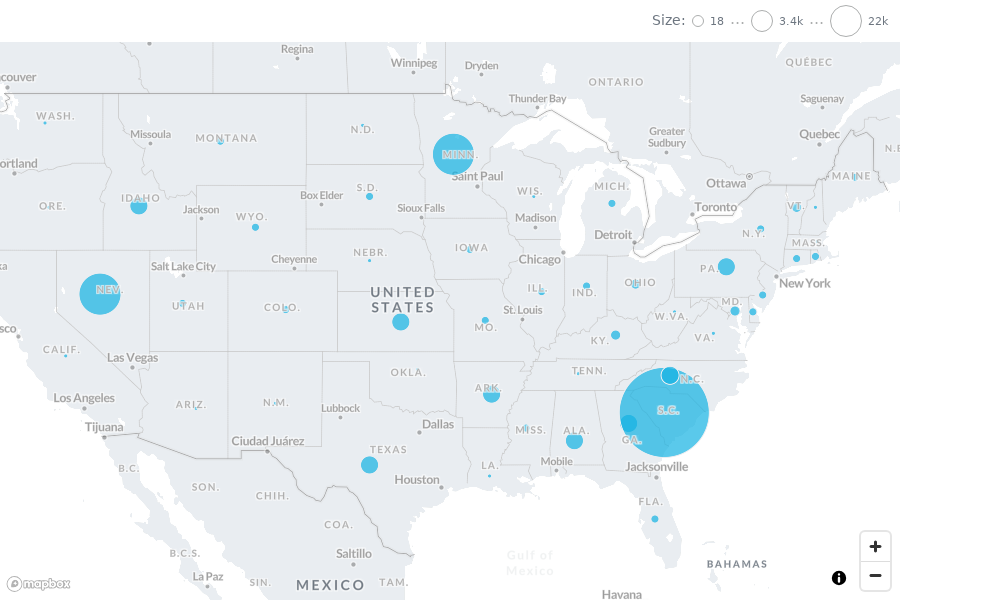 Size: 18 ... 3.4k ... 22k
Regina
Winnipeg
Dryden
QUÉBEC
ncouver
ONTARIO
Thunder Bay
Saguenay
WASH.
Missoula
MONTANA
N.D.
Greater
Sudbury
Quebec
N.B
MINN.
ortland
Saint Paul
Ottawa
MAINE
IDAHO
Box Elder
S.D.
WIS.
MICH.
ORE.
Jackson
WYO.
Sioux Falls
Madison
Toronto
VT.
Detroit
N.Y.
MASS.
NEBR.
IOWA
Chicago
Salt Lake City
Cheyenne
PA.
New York
NEV.
UNITED
STATES
ILL.
IND.
OHIO
UTAH
COLO.
MD.
St. Louis
W.VA.
sco
MO.
KY.
VA.
CALIF.
Las Vegas
OKLA.
TENN.
N.C.
ARK.
Los Angeles
ARIZ.
N.M.
Lubbock
S.C.
Tijuana
Dallas
MISS.
ALA.
GA.
Ciudad Juárez
TEXAS
B.C.
LA.
Mobile
Jacksonville
SON.
CHIH.
Houston
FLA.
COA.
B.C.S.
Saltillo
Gulf of
Mexico
BAHAMAS
La Paz
SIN.
MEXICO
TAM.
Havana
mapbox